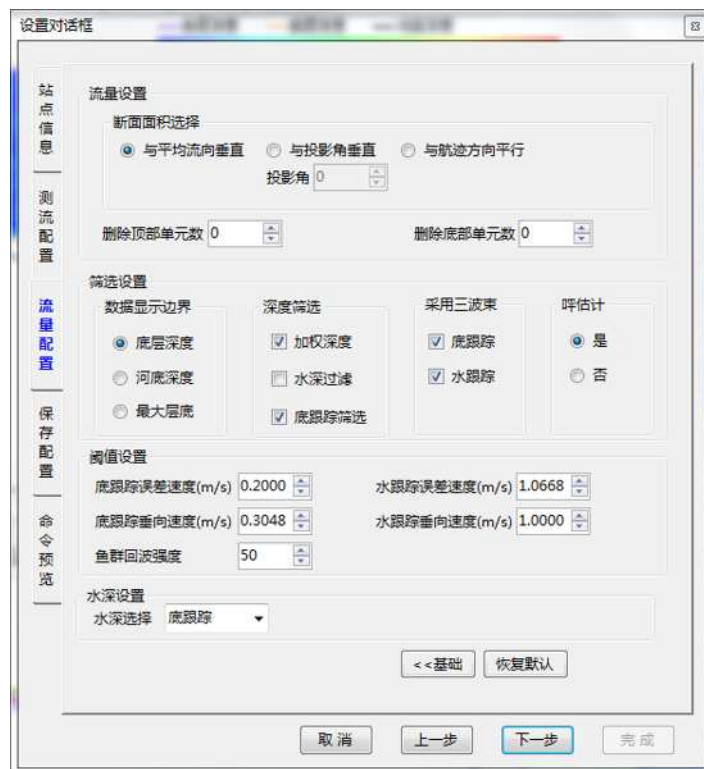 设置对话框
站点信息
测流配置
流量配置
保存配置
命令预览
流量设置
断面面积选择
与平均流向垂直 与投影角垂直 与航迹方向平行
投影角 0
删除顶部单元数 0 删除底部单元数 0
筛选设置
数据显示边界 深度筛选 采用三波束 呼估计
底层深度 加权深度 底跟踪 是
河底深度 水深过滤 水跟踪 否
最大层底 底跟踪筛选
阈值设置
底跟踪误差速度(m/s) 0.2000 水跟踪误差速度(m/s) 1.0668
底跟踪垂向速度(m/s) 0.3048 水跟踪垂向速度(m/s) 1.0000
鱼群回波强度 50
水深设置
水深选择 底跟踪
<<基础 恢复默认
取消 上一步 下一步 完成